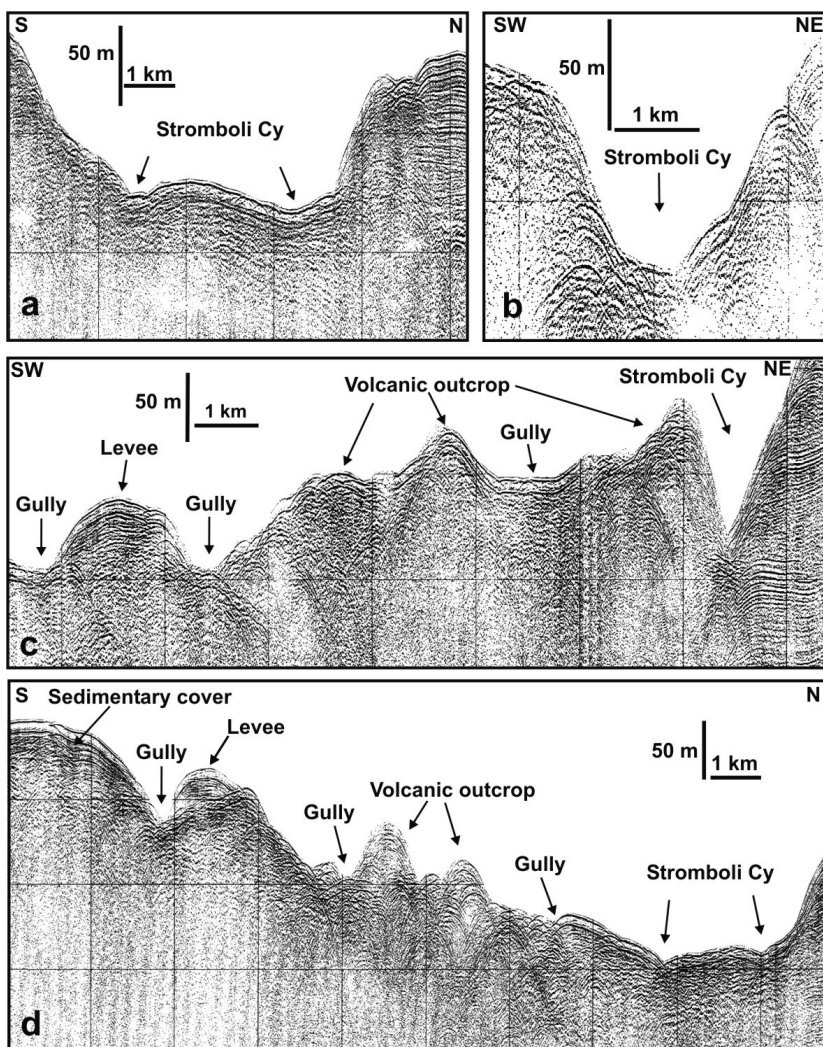 S N
50 m
1 km
Stromboli Cy
a
SW NE
50 m
1 km
Stromboli Cy
b
SW NE
50 m
1 km
Volcanic outcrop
Stromboli Cy
Levee
Gully
Gully
Gully
c
S N
Sedimentary cover
Gully
Levee
50 m
1 km
Volcanic outcrop
Gully
Gully
Stromboli Cy
d